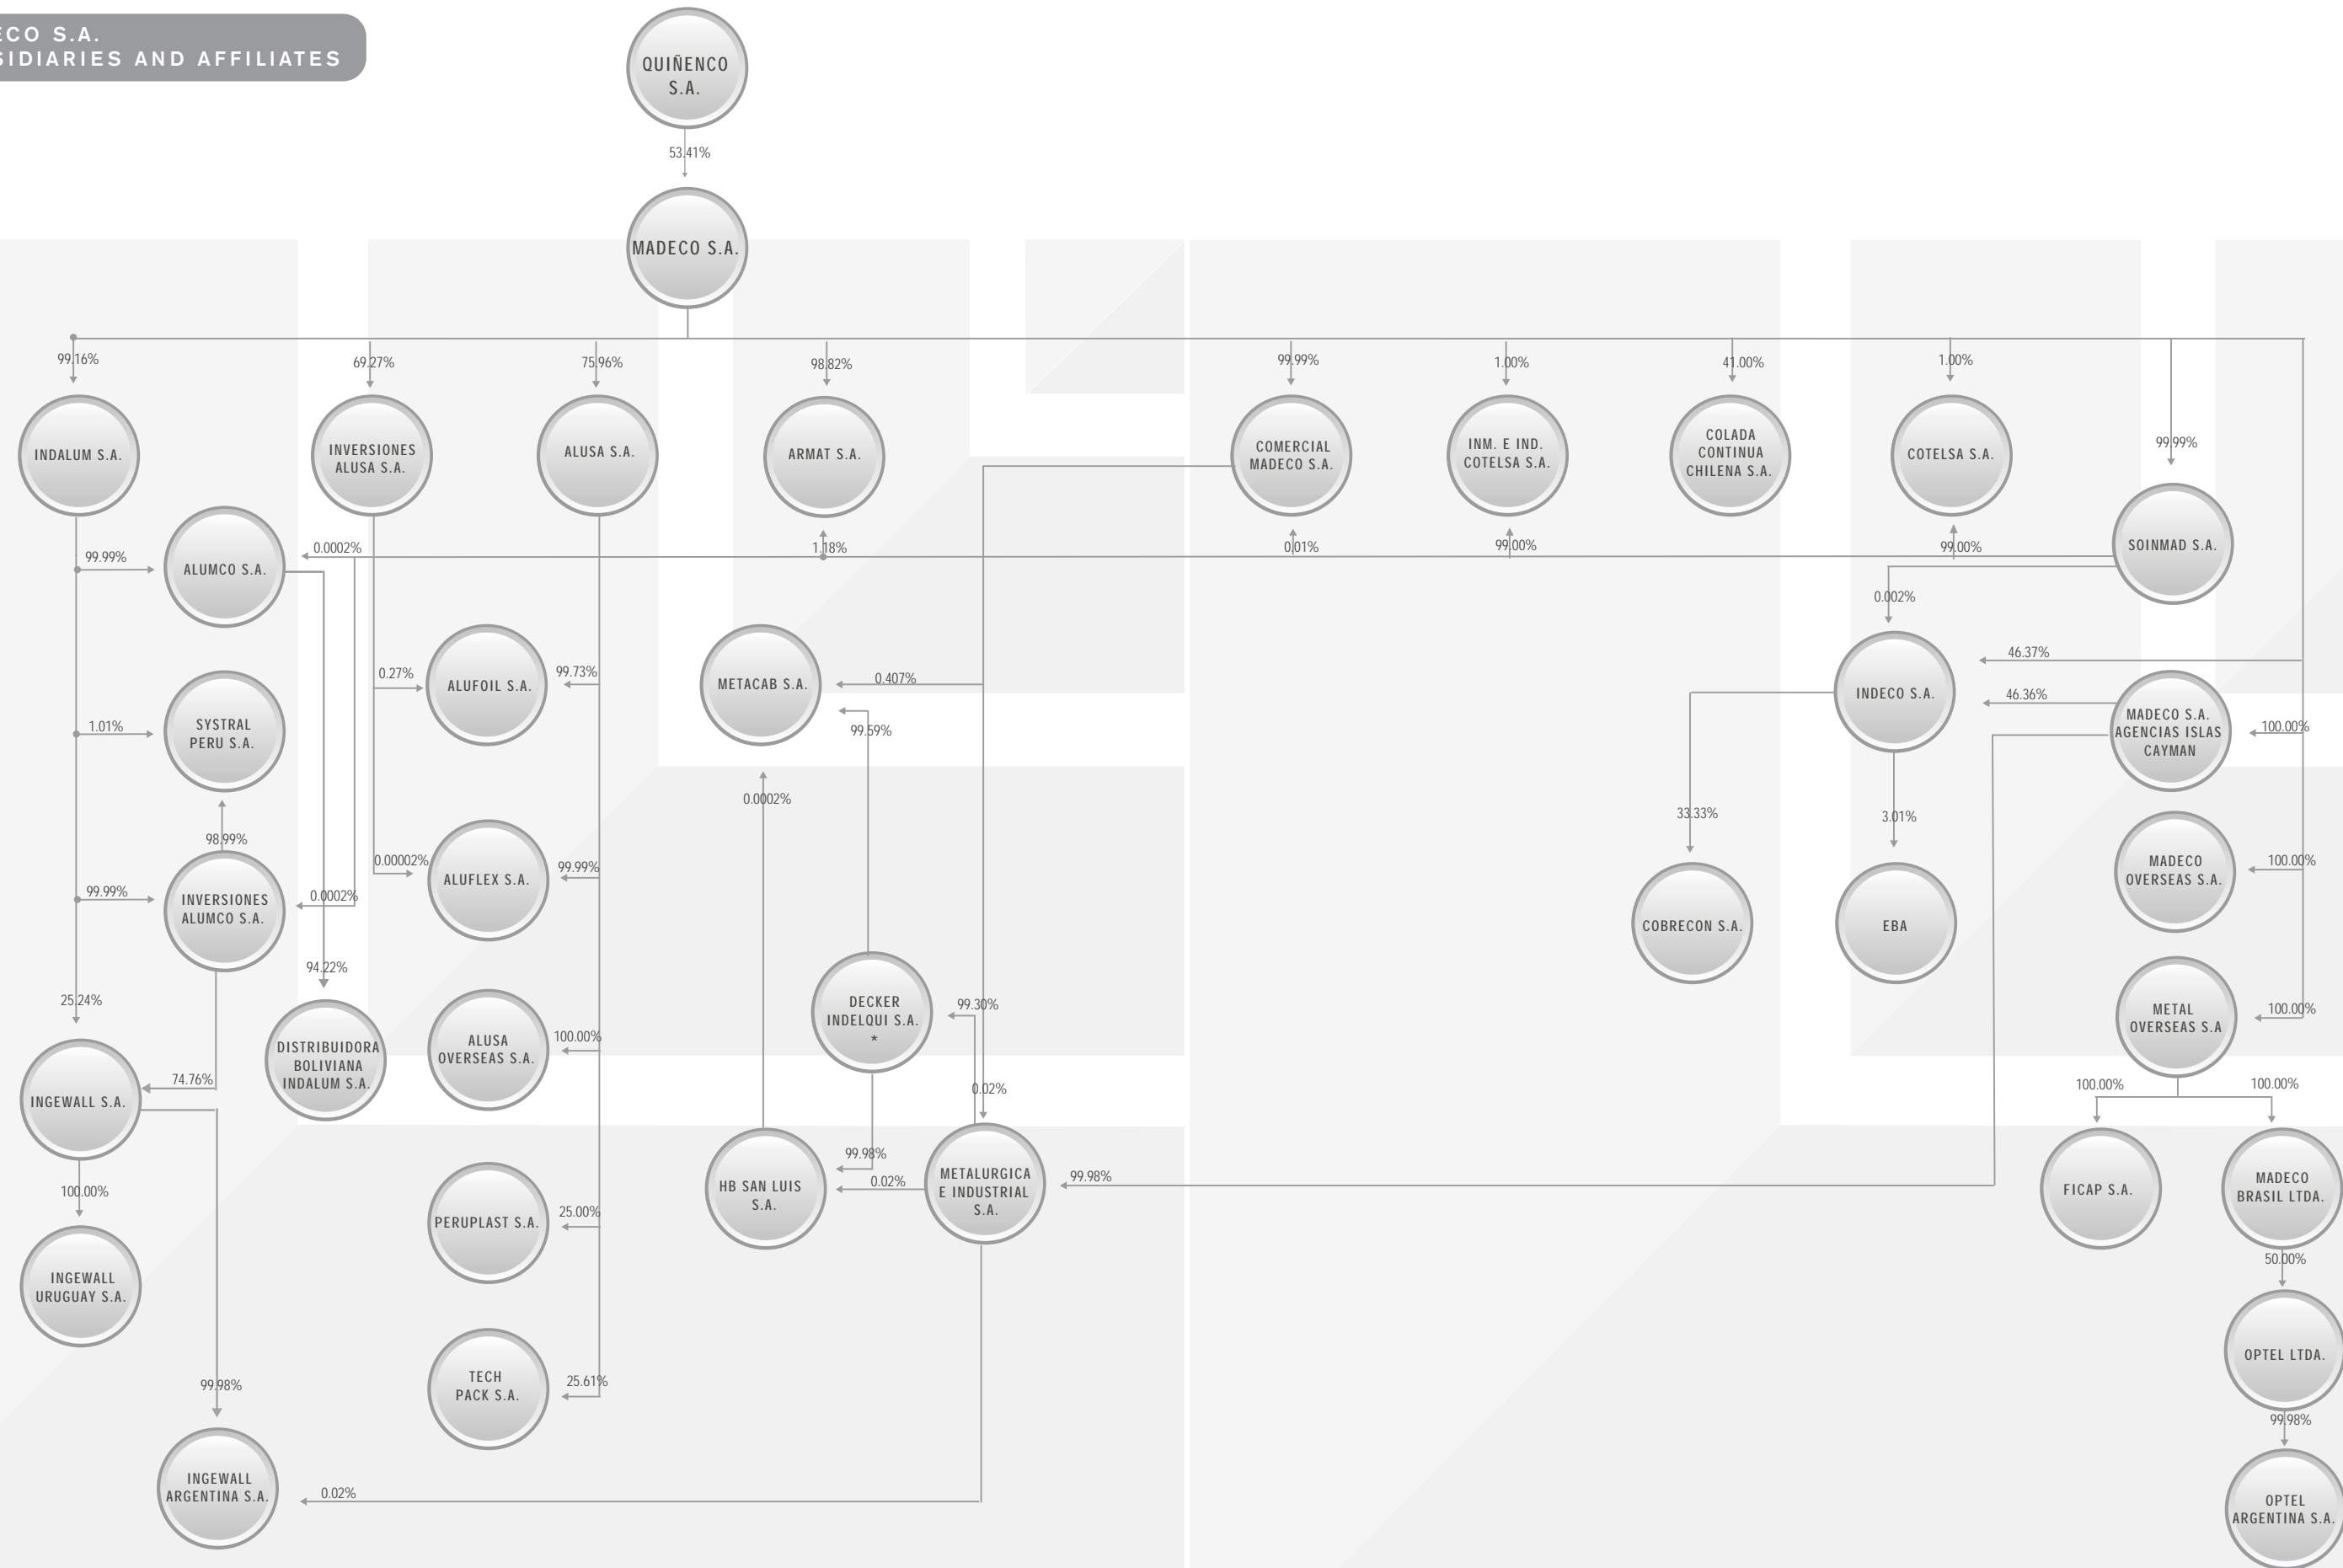 ECO S.A.
SIDIARIES AND AFFILIATES
QUIÑENCO
S.A.
53.41%
MADECO S.A.
99.16%
69.27%
75.96%
98.82%
99.99%
1.00%
41.00%
1.00%
99.99%
INDALUM S.A.
INVERSIONES
ALUSA S.A.
ALUSA S.A.
ARMAT S.A.
COMERCIAL
MADECO S.A.
INM. E IND.
COTELSA S.A.
COLADA
CONTINUA
CHILENA S.A.
COTELSA S.A.
SOINMAD S.A.
99.99%
ALUMCO S.A.
0.0002%
1.18%
0.01%
99.00%
99.00%
0.002%
0.27%
ALUFOIL S.A.
99.73%
METACAB S.A.
0.407%
99.59%
INDECO S.A.
46.37%
46.36%
MADECO S.A.
AGENCIAS ISLAS
CAYMAN
100.00%
1.01%
SYSTRAL
PERU S.A.
98.99%
0.0002%
33.33%
3.01%
0.00002%
ALUFLEX S.A.
99.99%
MADECO
OVERSEAS S.A.
100.00%
99.99%
INVERSIONES
ALUMCO S.A.
0.0002%
COBRECON S.A.
EBA
94.22%
25.24%
DECKER
INDELQUI S.A.
*
99.30%
METAL
OVERSEAS S.A
100.00%
DISTRIBUIDORA
BOLIVIANA
INDALUM S.A.
ALUSA
OVERSEAS S.A.
100.00%
0.02%
100.00%
100.00%
74.76%
INGEWALL S.A.
99.98%
0.02%
HB SAN LUIS
S.A.
METALURGICA
E INDUSTRIAL
S.A.
99.98%
FICAP S.A.
MADECO
BRASIL LTDA.
100.00%
PERUPLAST S.A.
25.00%
50.00%
INGEWALL
URUGUAY S.A.
OPTEL LTDA.
99.98%
TECH
PACK S.A.
25.61%
99.98%
INGEWALL
ARGENTINA S.A.
0.02%
OPTEL
ARGENTINA S.A.